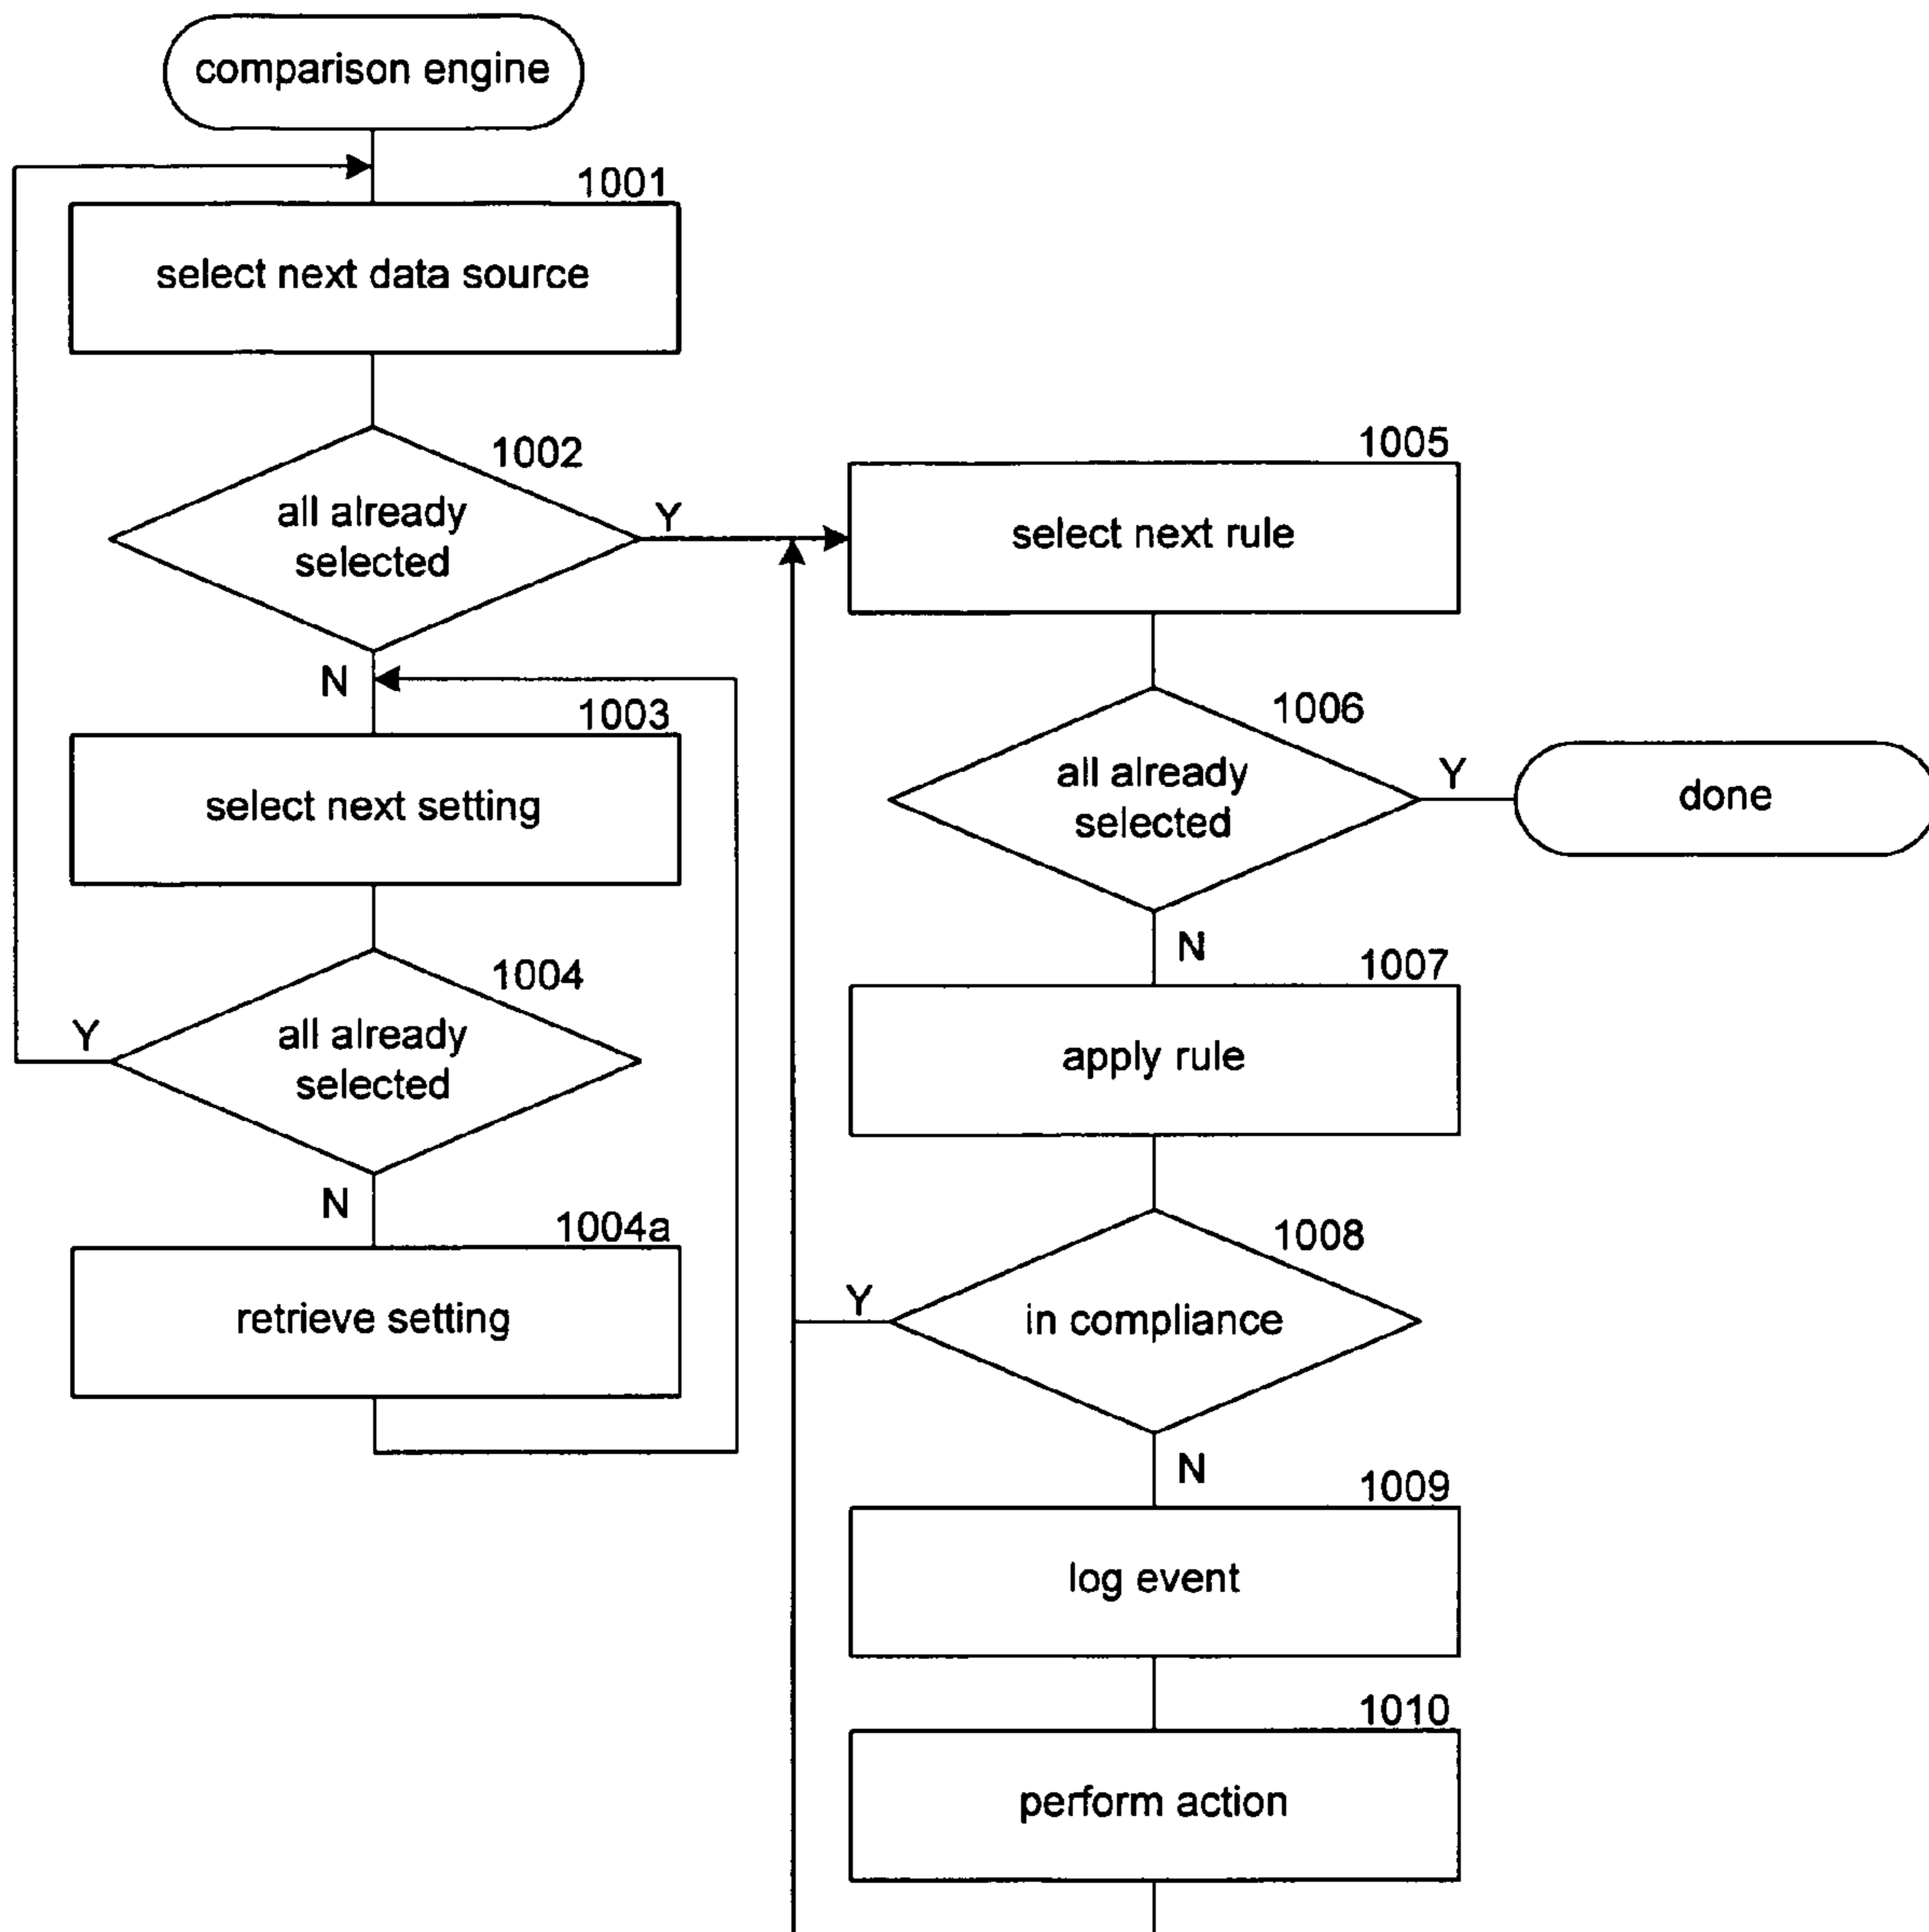 comparison engine
1001
select next data source
1002
all already
selected
Y
N
1003
select next setting
1004
all already
selected
Y
N
1004a
retrieve setting
1005
select next rule
1006
all already
selected
Y
done
N
1007
apply rule
1008
in compliance
Y
N
1009
log event
1010
perform action